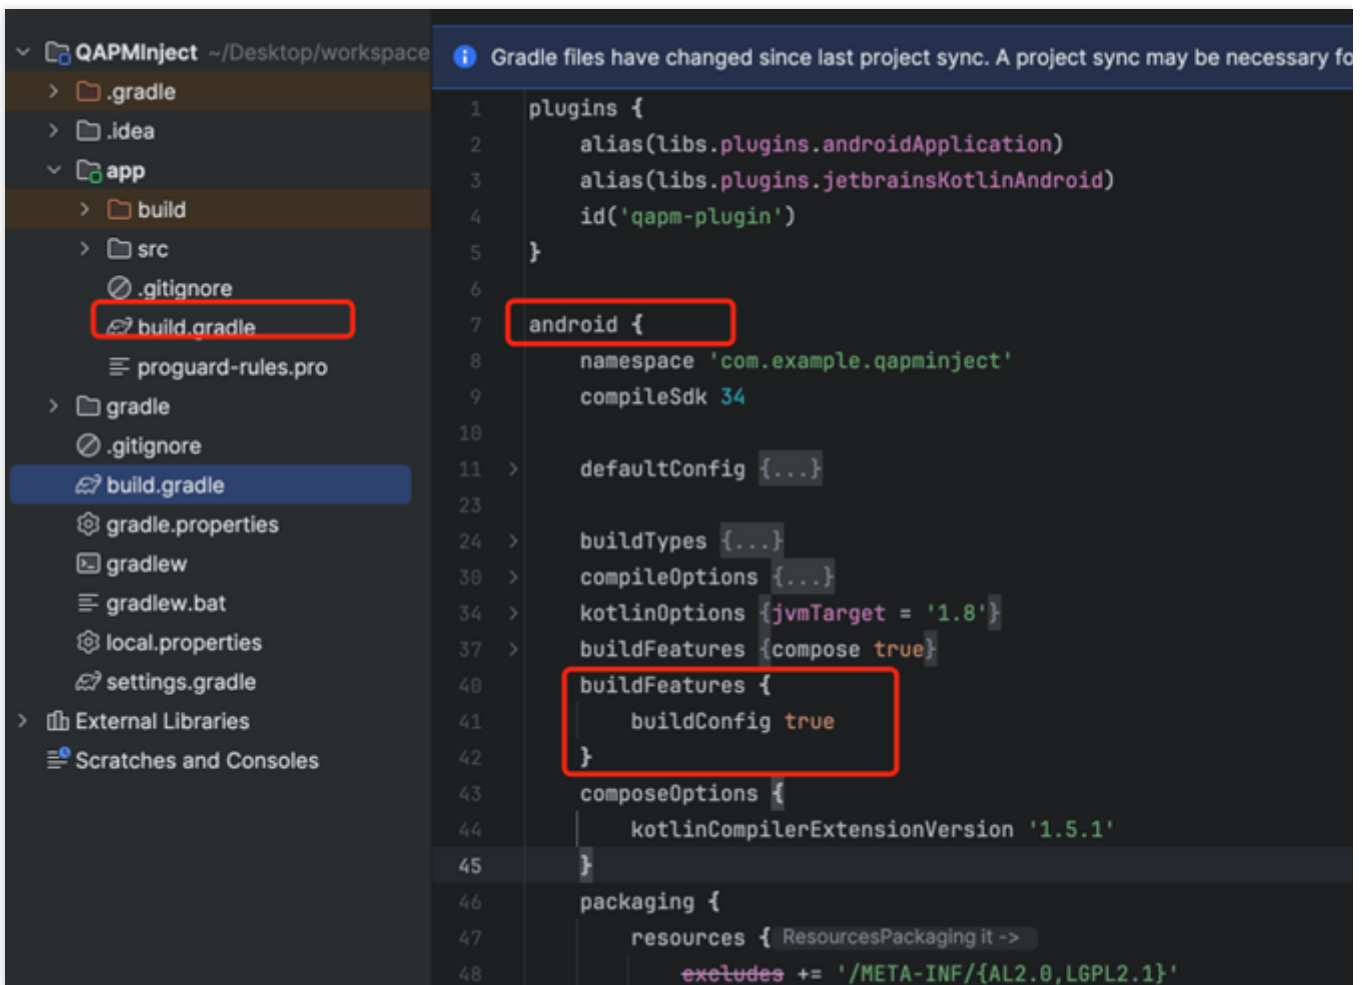 QAPMInject ~/Desktop/workspace
.gradle
.idea
app
build
src
.gitignore
build.gradle
proguard-rules.pro
gradle
.gitignore
build.gradle
gradle.properties
gradlew
gradlew.bat
local.properties
settings.gradle
External Libraries
Scratches and Consoles
Gradle files have changed since last project sync. A project sync may be necessary fo
1 plugins {
2 alias(libs.plugins.androidApplication)
3 alias(libs.plugins.jetbrainsKotlinAndroid)
4 id('qapm-plugin')
5 }
6
7 android {
8 namespace 'com.example.qapminject'
9 compileSdk 34
10
11 defaultConfig {...}
23
24 buildTypes {...}
30 compileOptions {...}
34 kotlinOptions {jvmTarget = '1.8'}
37 buildFeatures {compose true}
40 buildFeatures {
41 buildConfig true
42 }
43 composeOptions {
44 kotlinCompilerExtensionVersion '1.5.1'
45 }
46 packaging {
47 resources { ResourcesPackaging it ->
48 excludes += '/META-INF/{AL2.0,LGPL2.1}'